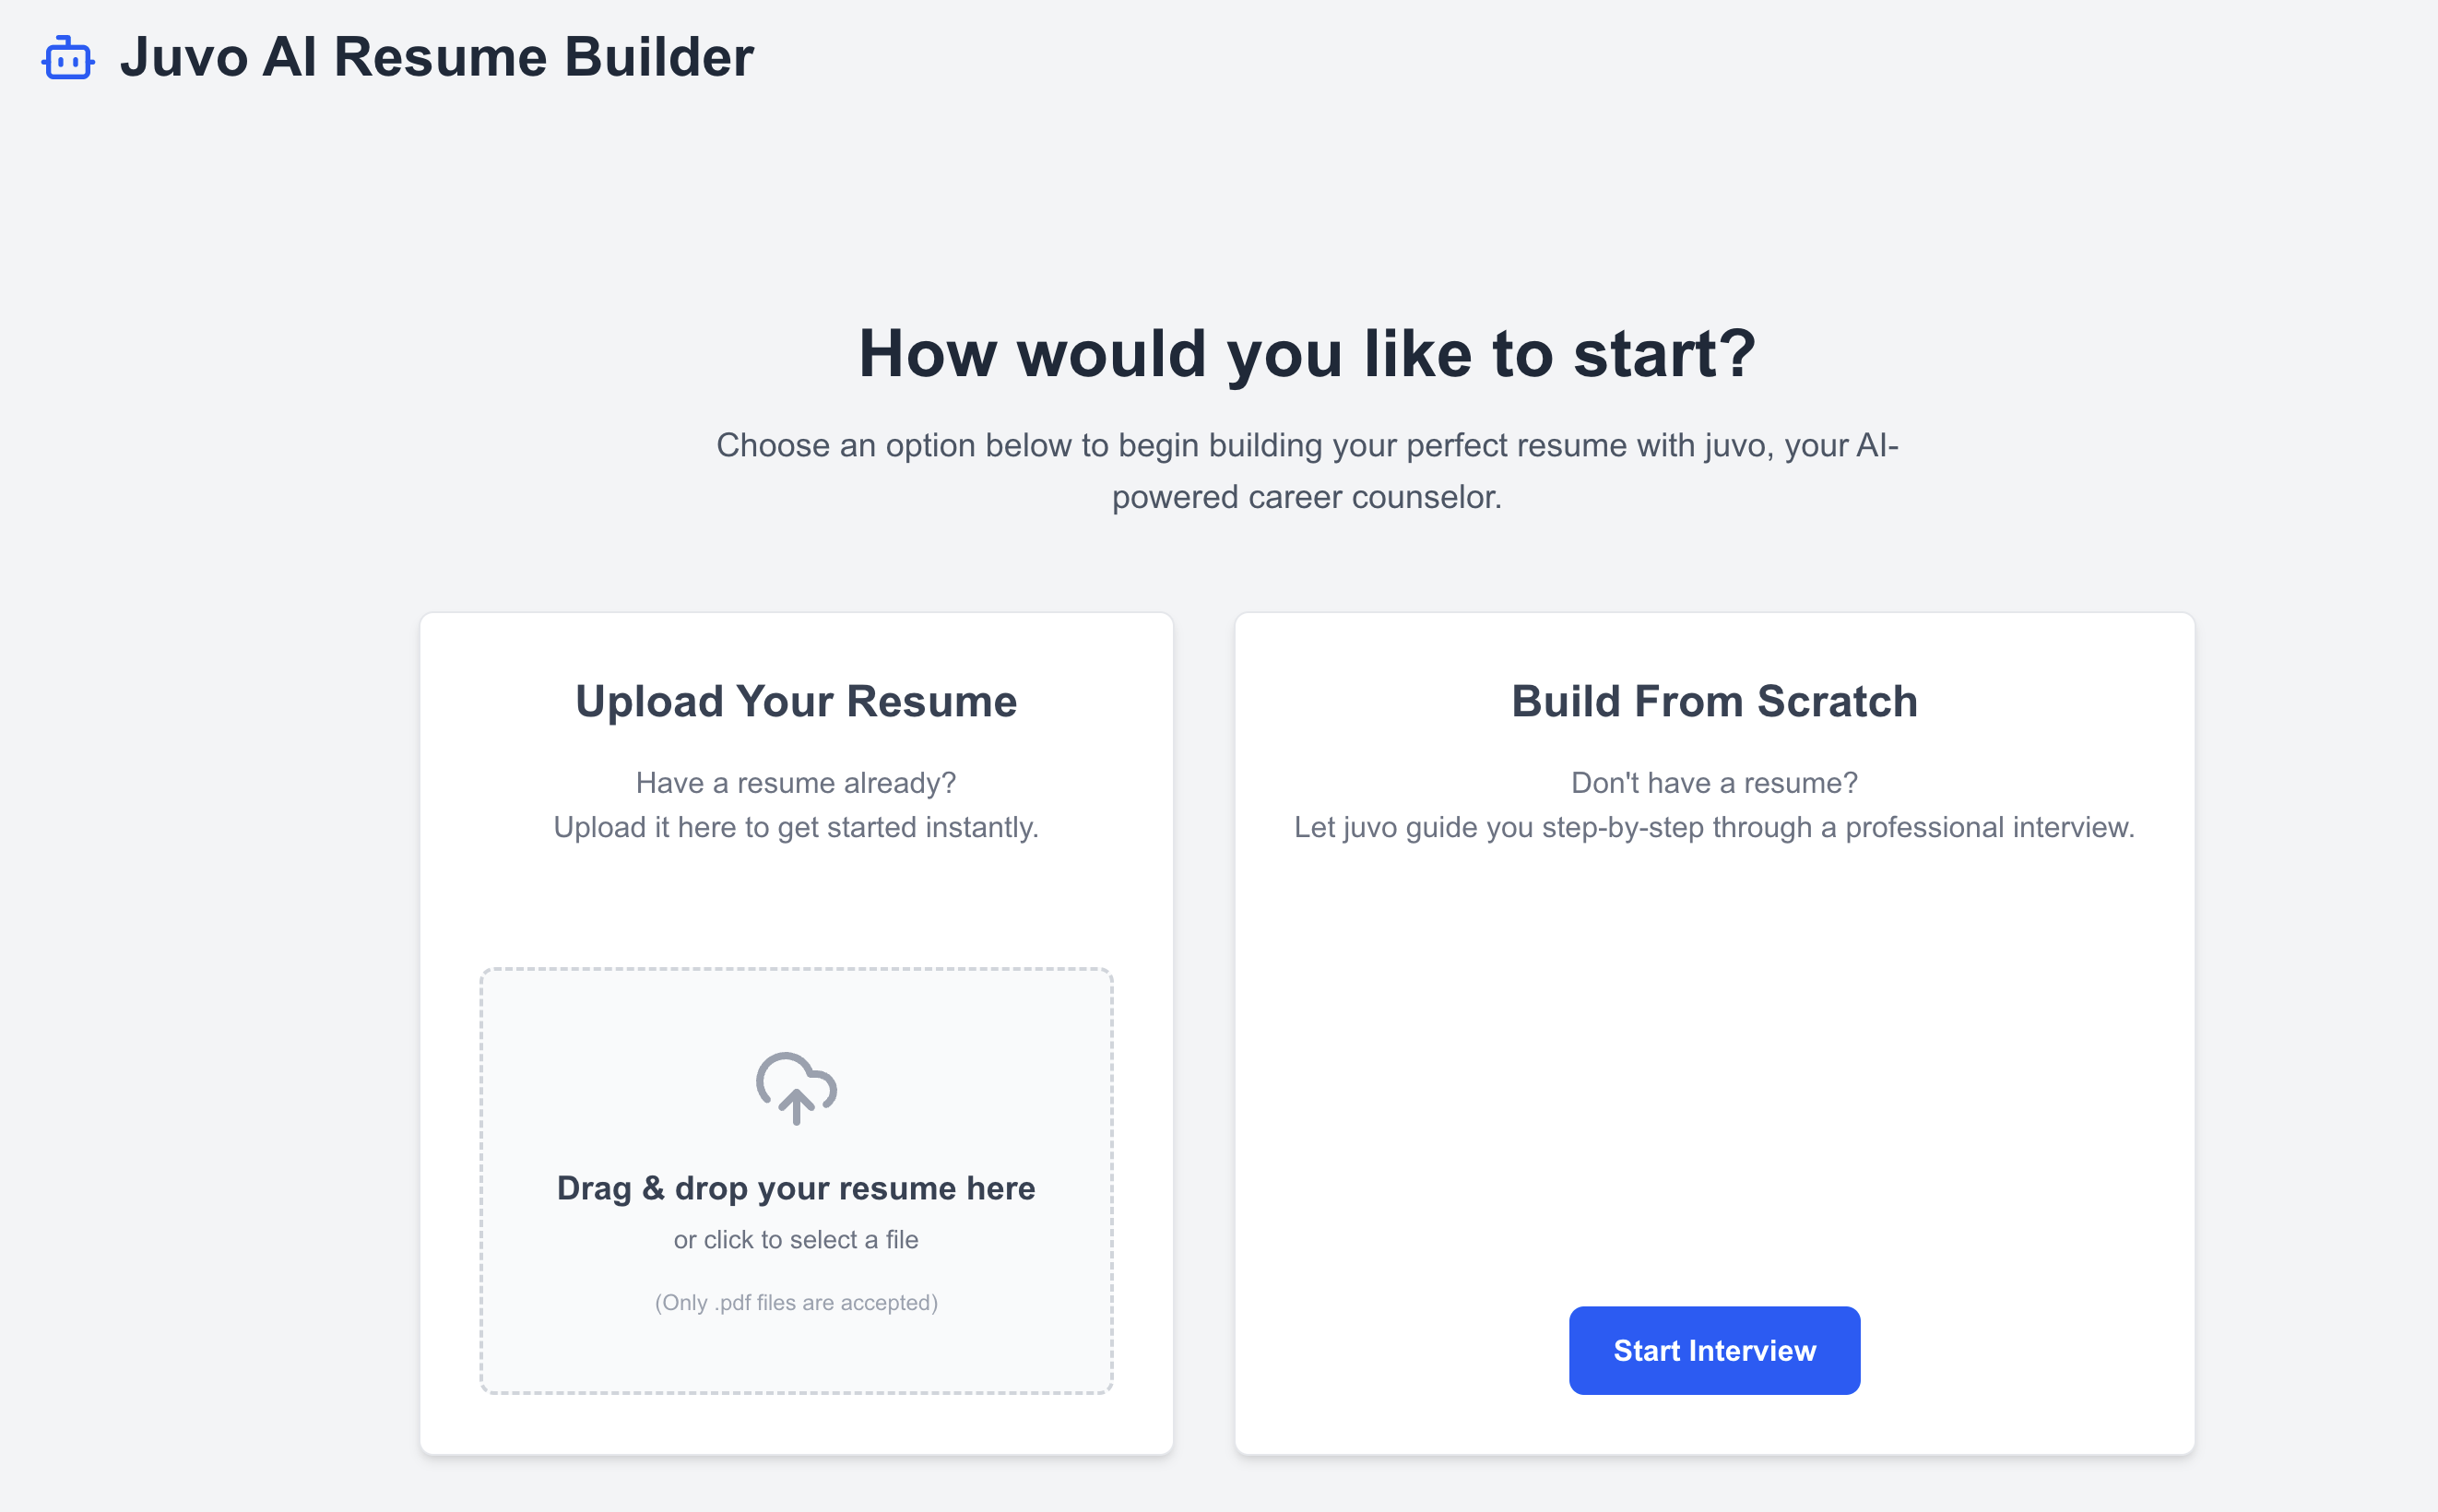 Juvo AI Resume Builder
How would you like to start?
Choose an option below to begin building your perfect resume with juvo, your AI-
powered career counselor.
Upload Your Resume
Have a resume already?
Upload it here to get started instantly.
Drag & drop your resume here
or click to select a file
(Only .pdf files are accepted)
Build From Scratch
Don't have a resume?
Let juvo guide you step-by-step through a professional interview.
Start Interview